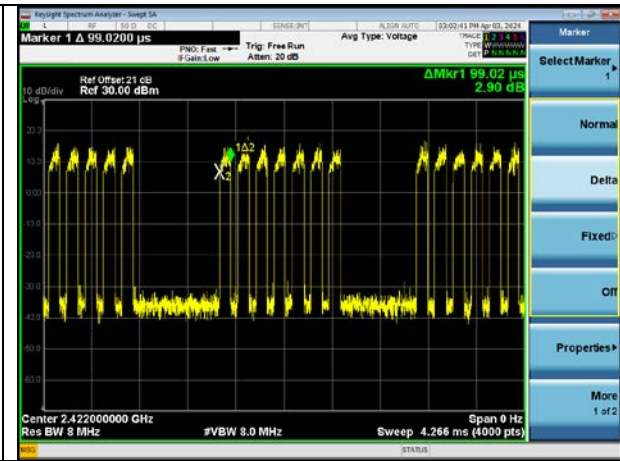 Keysight Spectrum Analyzer - Swept SA
L RF 50 Ω DC SENSE:INT ALIGN AUTO 03:02:41 PM Apr 03, 2024
Marker 1 Δ 99.0200 µs
PNO: Fast
IFGain:Low
Trig: Free Run
Atten: 20 dB
Avg Type: Voltage
TRACE 1 2 3 4 5 6
TYPE W
DET P N N N N N
Marker
Ref Offset 21 dB
10 dB/div Ref 30.00 dBm
Log
ΔMkr1 99.02 µs
2.90 dB
Select Marker
1
20.0
10.0
0.00
-10.0
-20.0
-30.0
-40.0
-50.0
-60.0
1Δ2
X2
Normal
Delta
Fixed
Off
Properties
More
1 of 2
Center 2.422000000 GHz
Span 0 Hz
Res BW 8 MHz #VBW 8.0 MHz Sweep 4.266 ms (4000 pts)
MSG STATUS